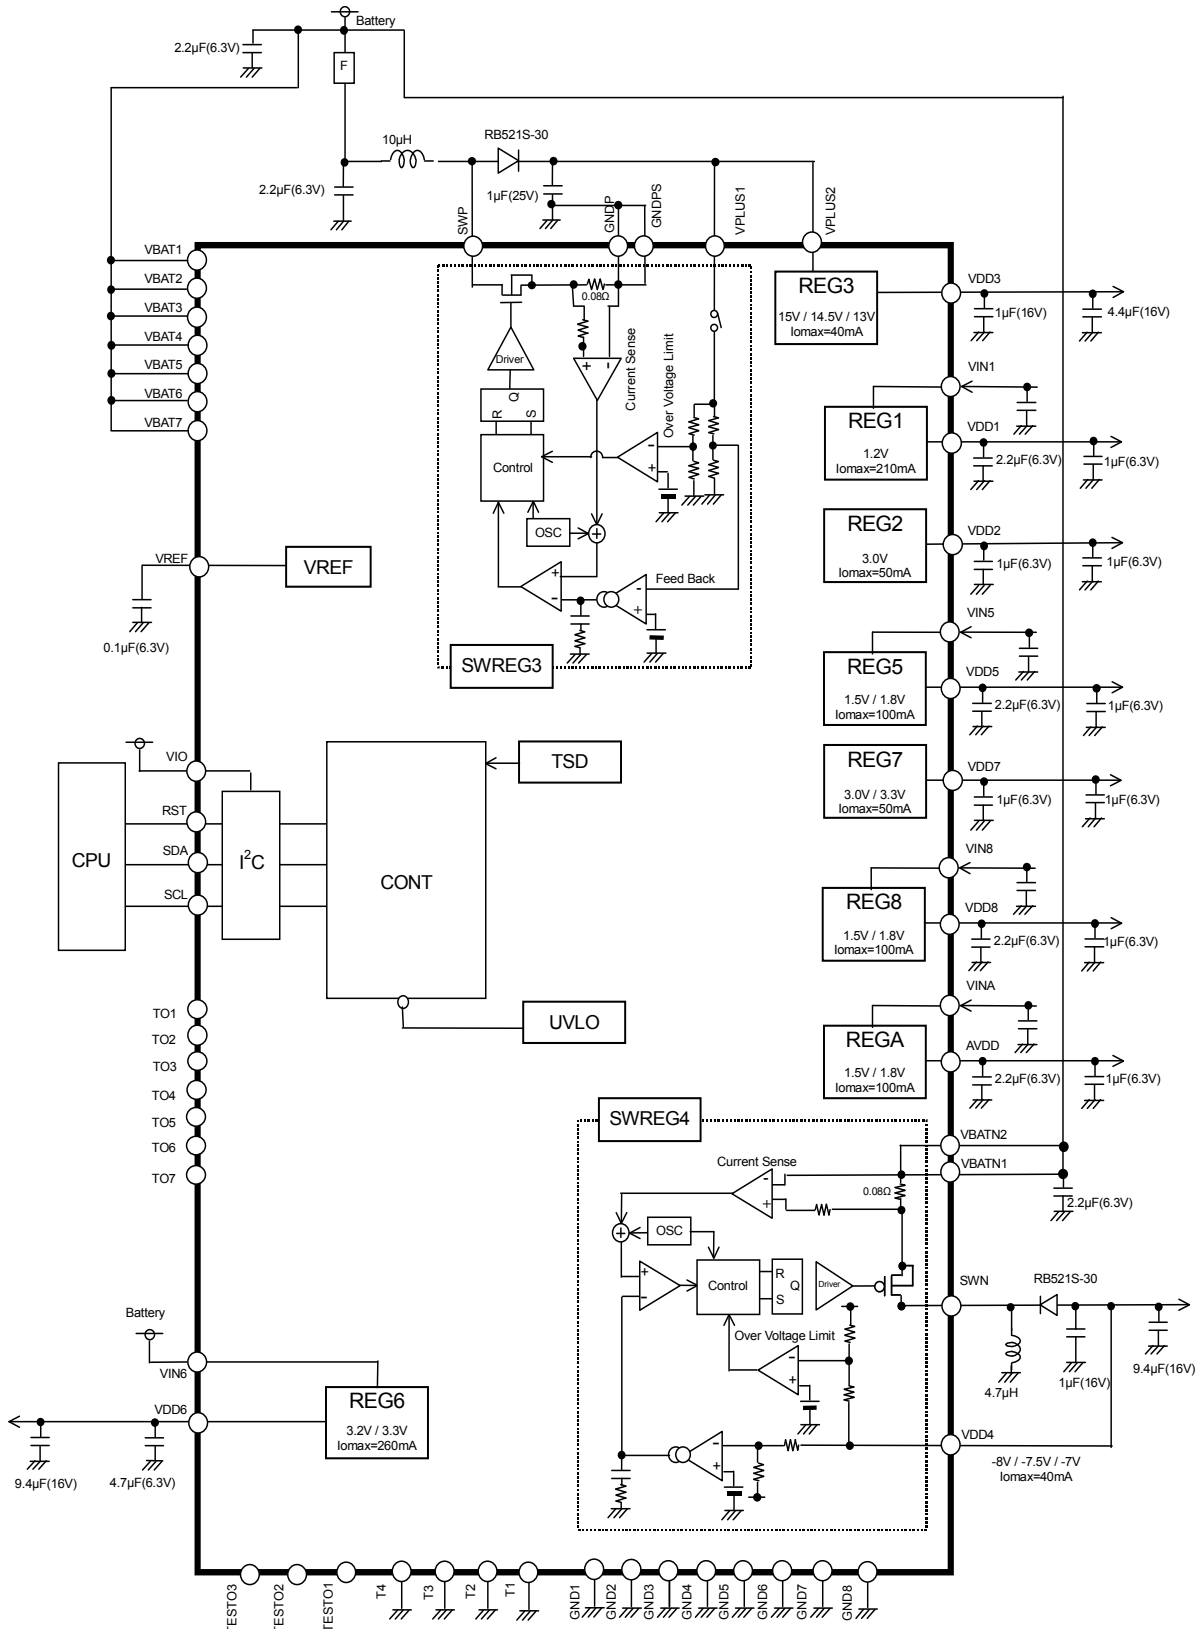 Battery
2.2µF(6.3V)
F
10µH
RB521S-30
2.2µF(6.3V)
1µF(25V)
SWP
GNDP
GNDPS
VPLUS1
VPLUS2
VBAT1
VBAT2
VBAT3
VBAT4
VBAT5
VBAT6
VBAT7
0.08Ω
Driver
+
-
Current Sense
Q
R S
Control
Over Voltage Limit
-
+
OSC
+
+
-
Feed Back
-
+
SWREG3
REG3
15V / 14.5V / 13V
Iomax=40mA
VDD3
1µF(16V)
4.4µF(16V)
VIN1
REG1
1.2V
Iomax=210mA
VDD1
2.2µF(6.3V)
1µF(6.3V)
REG2
3.0V
Iomax=50mA
VDD2
1µF(6.3V)
1µF(6.3V)
VREF
VREF
0.1µF(6.3V)
VIN5
REG5
1.5V / 1.8V
Iomax=100mA
VDD5
2.2µF(6.3V)
1µF(6.3V)
REG7
3.0V / 3.3V
Iomax=50mA
VDD7
1µF(6.3V)
1µF(6.3V)
VIO
RST
SDA
SCL
CPU
I²C
CONT
TSD
UVLO
VIN8
REG8
1.5V / 1.8V
Iomax=100mA
VDD8
2.2µF(6.3V)
1µF(6.3V)
VINA
REGA
1.5V / 1.8V
Iomax=100mA
AVDD
2.2µF(6.3V)
1µF(6.3V)
TO1
TO2
TO3
TO4
TO5
TO6
TO7
SWREG4
VBATN2
VBATN1
2.2µF(6.3V)
Current Sense
-
+
0.08Ω
+
OSC
+
-
Control
R
S
Q
Driver
SWN
RB521S-30
4.7µH
1µF(16V)
9.4µF(16V)
Over Voltage Limit
-
+
-
+
VDD4
-8V / -7.5V / -7V
Iomax=40mA
Battery
VIN6
REG6
3.2V / 3.3V
Iomax=260mA
VDD6
9.4µF(16V)
4.7µF(6.3V)
TESTO3
TESTO2
TESTO1
T4
T3
T2
T1
GND1
GND2
GND3
GND4
GND5
GND6
GND7
GND8